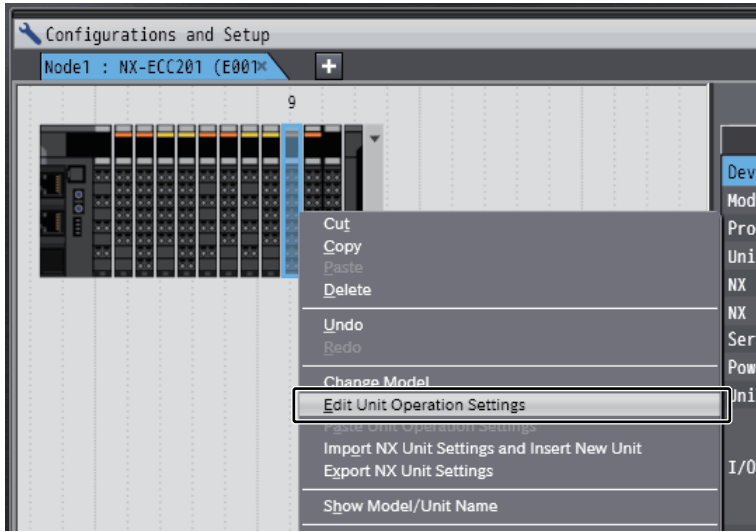 Configurations and Setup
Node1 : NX-ECC201 (E001
9
Cut
Copy
Paste
Delete
Undo
Redo
Change Model
Edit Unit Operation Settings
Paste Unit Operation Settings
Import NX Unit Settings and Insert New Unit
Export NX Unit Settings
Show Model/Unit Name
Dev
Mod
Pro
Uni
NX
NX
Ser
Pow
Uni
I/O